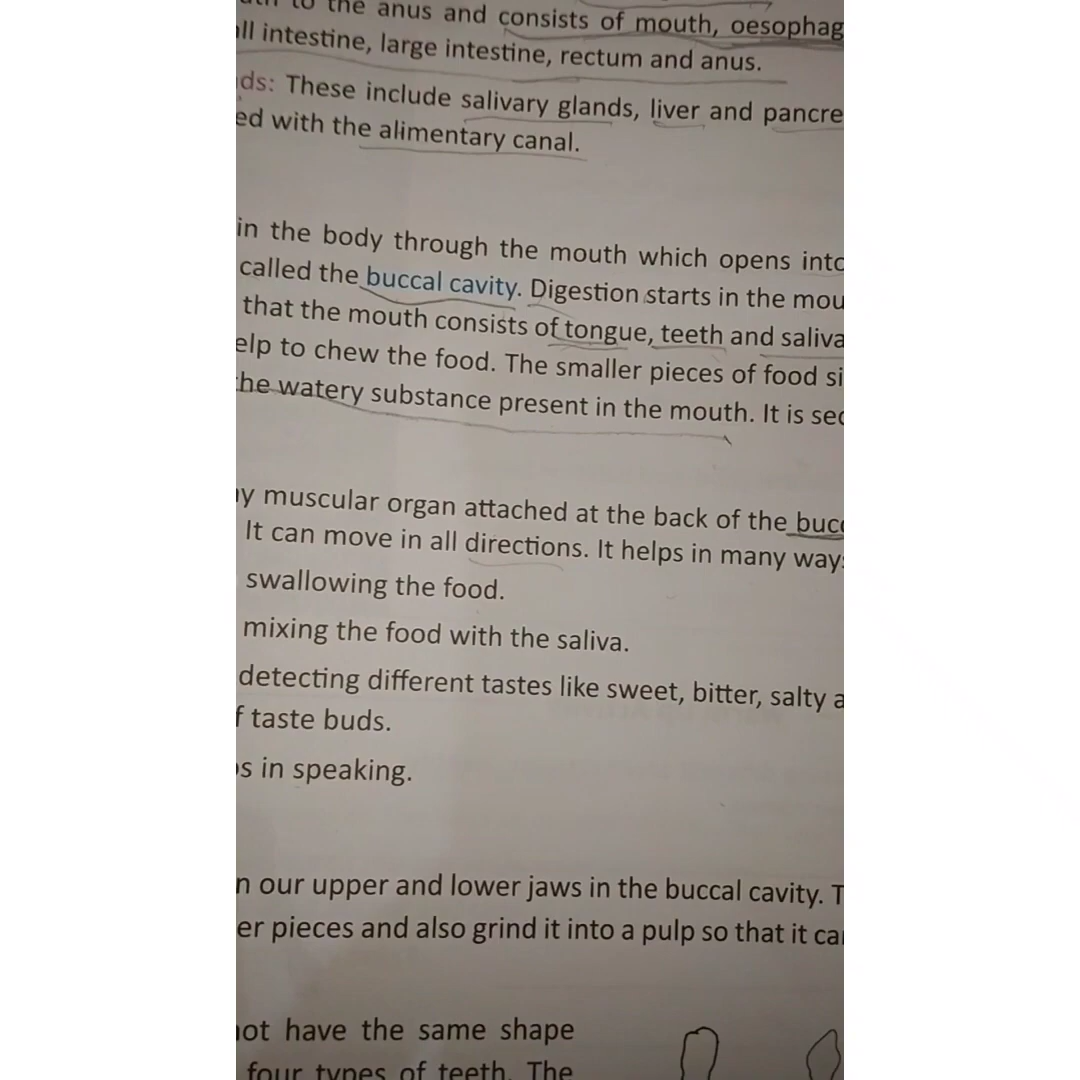 to the anus and consists of mouth, oesophag
ll intestine, large intestine, rectum and anus.
ds: These include salivary glands, liver and pancre
ed with the alimentary canal.
in the body through the mouth which opens into
called the buccal cavity. Digestion starts in the mou
that the mouth consists of tongue, teeth and saliva
elp to chew the food. The smaller pieces of food si
he watery substance present in the mouth. It is sec
y muscular organ attached at the back of the bucc
It can move in all directions. It helps in many ways
swallowing the food.
mixing the food with the saliva.
detecting different tastes like sweet, bitter, salty a
f taste buds.
s in speaking.
n our upper and lower jaws in the buccal cavity. T
er pieces and also grind it into a pulp so that it can
not have the same shape
four types of teeth. The